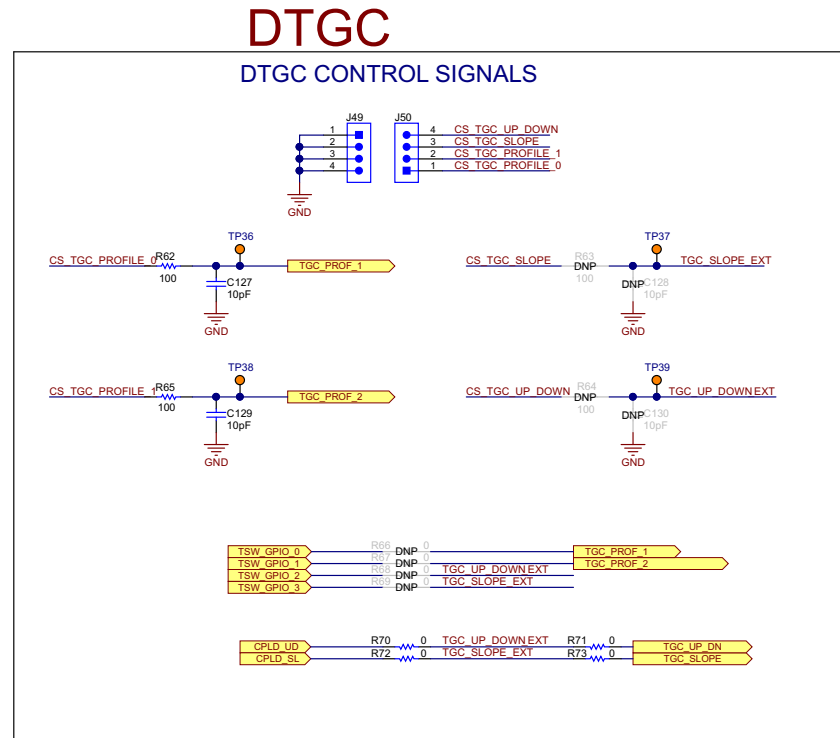 DTGC
DTGC CONTROL SIGNALS
J49 J50
1 4 CS_TGC_UP_DOWN
2 3 CS_TGC_SLOPE
3 2 CS_TGC_PROFILE_1
4 1 CS_TGC_PROFILE_0
GND
TP36 TP37
CS_TGC_PROFILE_0 R62 TGC_PROF_1 CS_TGC_SLOPE R63 DNP TGC_SLOPE_EXT
100 C127 100 DNP C128
10pF 10pF
GND GND
TP38 TP39
CS_TGC_PROFILE_1 R65 TGC_PROF_2 CS_TGC_UP_DOWN R64 DNP TGC_UP_DOWN EXT
100 C129 100 DNP C130
10pF 10pF
GND GND
TSW_GPIO_0 R66 DNP 0 TGC_PROF_1
TSW_GPIO_1 R67 DNP 0 TGC_PROF_2
TSW_GPIO_2 R68 DNP 0 TGC_UP_DOWN EXT
TSW_GPIO_3 R69 DNP 0 TGC_SLOPE_EXT
CPLD_UD R70 0 TGC_UP_DOWN EXT R71 0 TGC_UP_DN
CPLD_SL R72 0 TGC_SLOPE_EXT R73 0 TGC_SLOPE